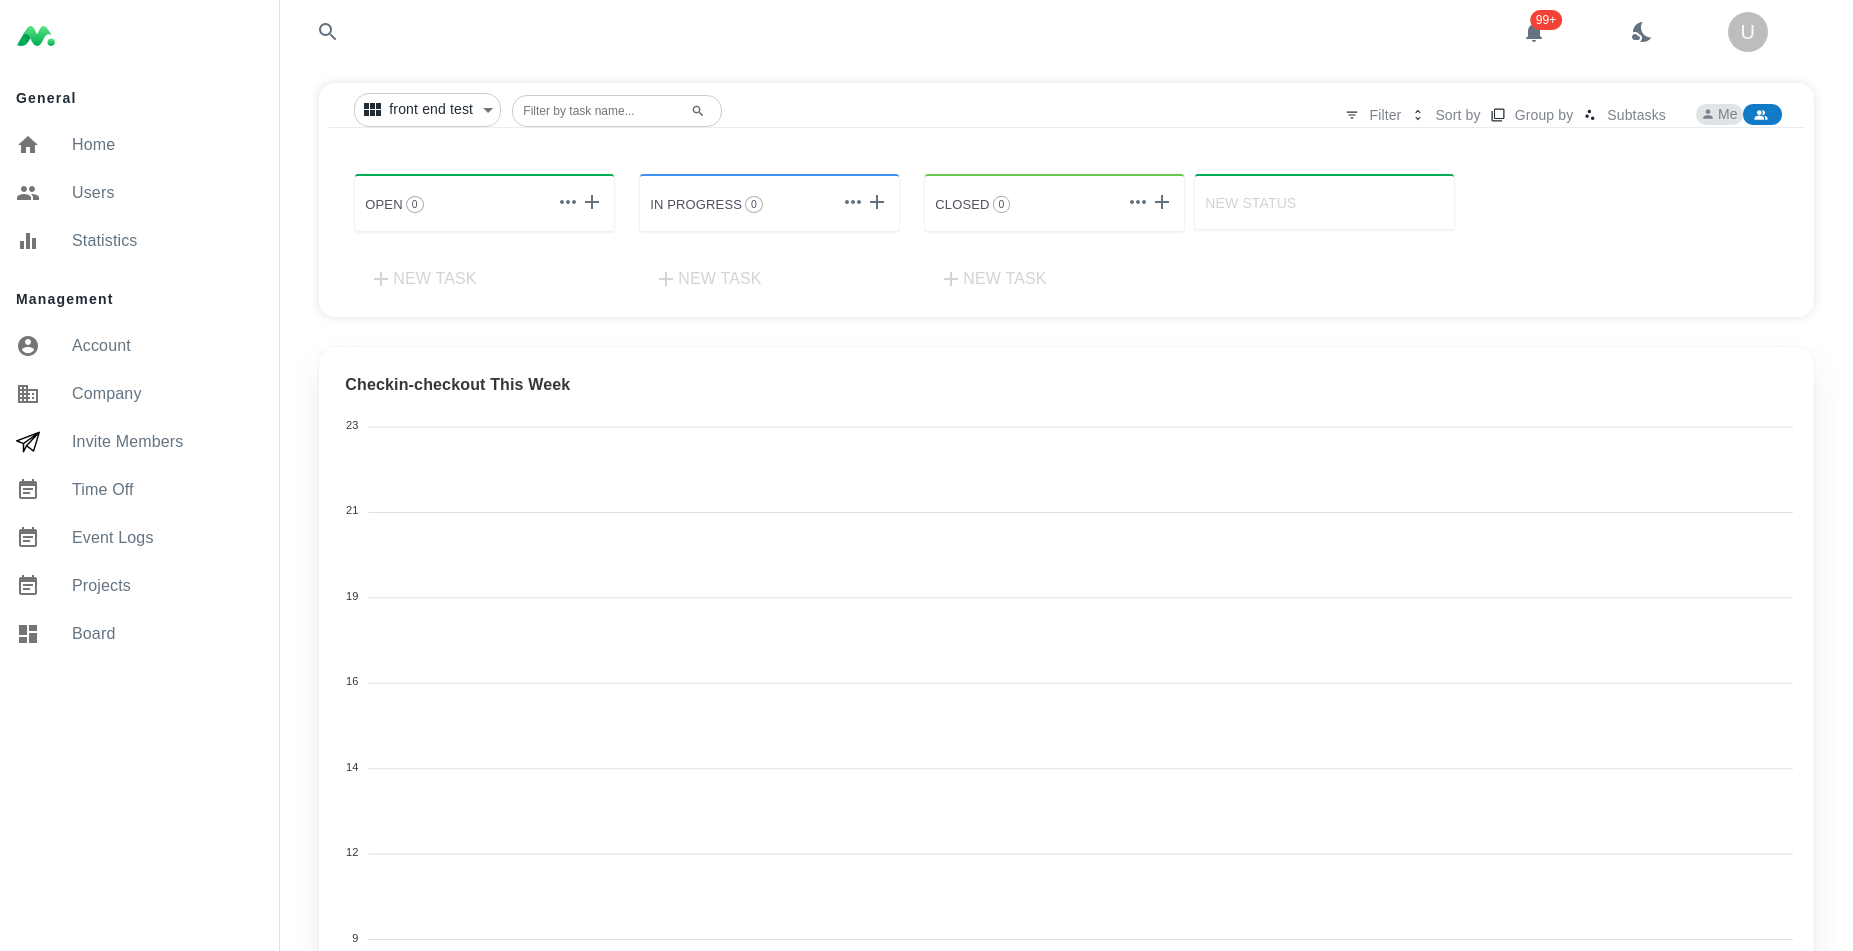 99+
U
General
Home
Users
Statistics
Management
Account
Company
Invite Members
Time Off
Event Logs
Projects
Board
front end test
Filter by task name...
Filter
Sort by
Group by
Subtasks
Me
OPEN 0
IN PROGRESS 0
CLOSED 0
NEW STATUS
NEW TASK
NEW TASK
NEW TASK
Checkin-checkout This Week
23
21
19
16
14
12
9